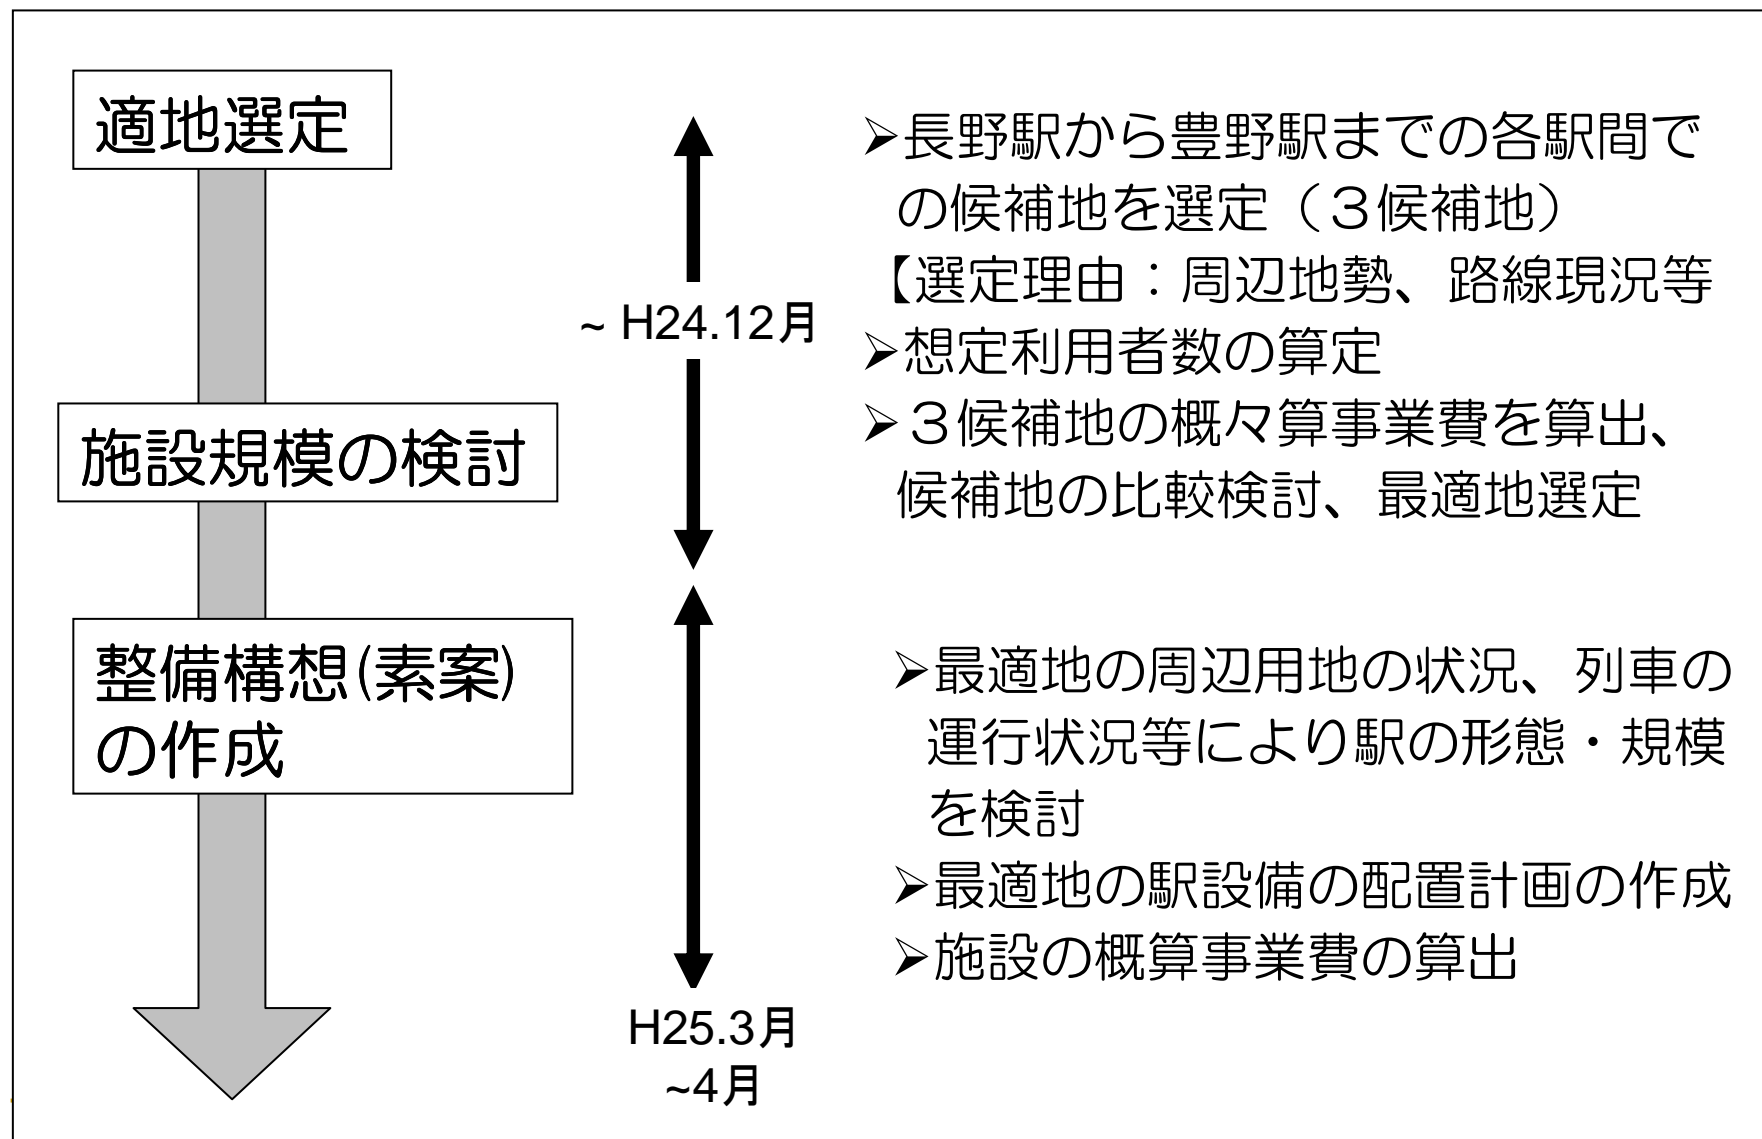 適地選定
➢長野駅から豊野駅までの各駅間で
の候補地を選定（３候補地）
【選定理由：周辺地勢、路線現況等
~ H24.12月
➢想定利用者数の算定
施設規模の検討
➢３候補地の概々算事業費を算出、
候補地の比較検討、最適地選定
整備構想(素案)
の作成
➢最適地の周辺用地の状況、列車の
運行状況等により駅の形態・規模
を検討
➢最適地の駅設備の配置計画の作成
➢施設の概算事業費の算出
H25.3月
~4月